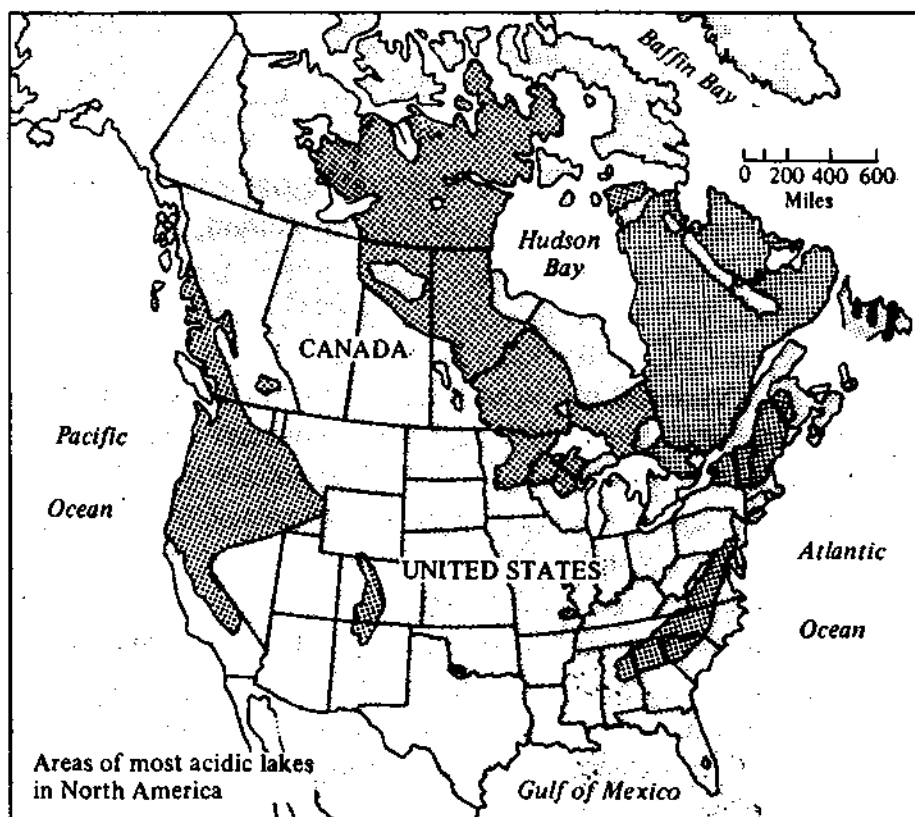 Baffin Bay
0 200 400 600
Miles
Hudson
Bay
CANADA
Pacific
Ocean
UNITED STATES
Atlantic
Ocean
Areas of most acidic lakes
in North America
Gulf of Mexico